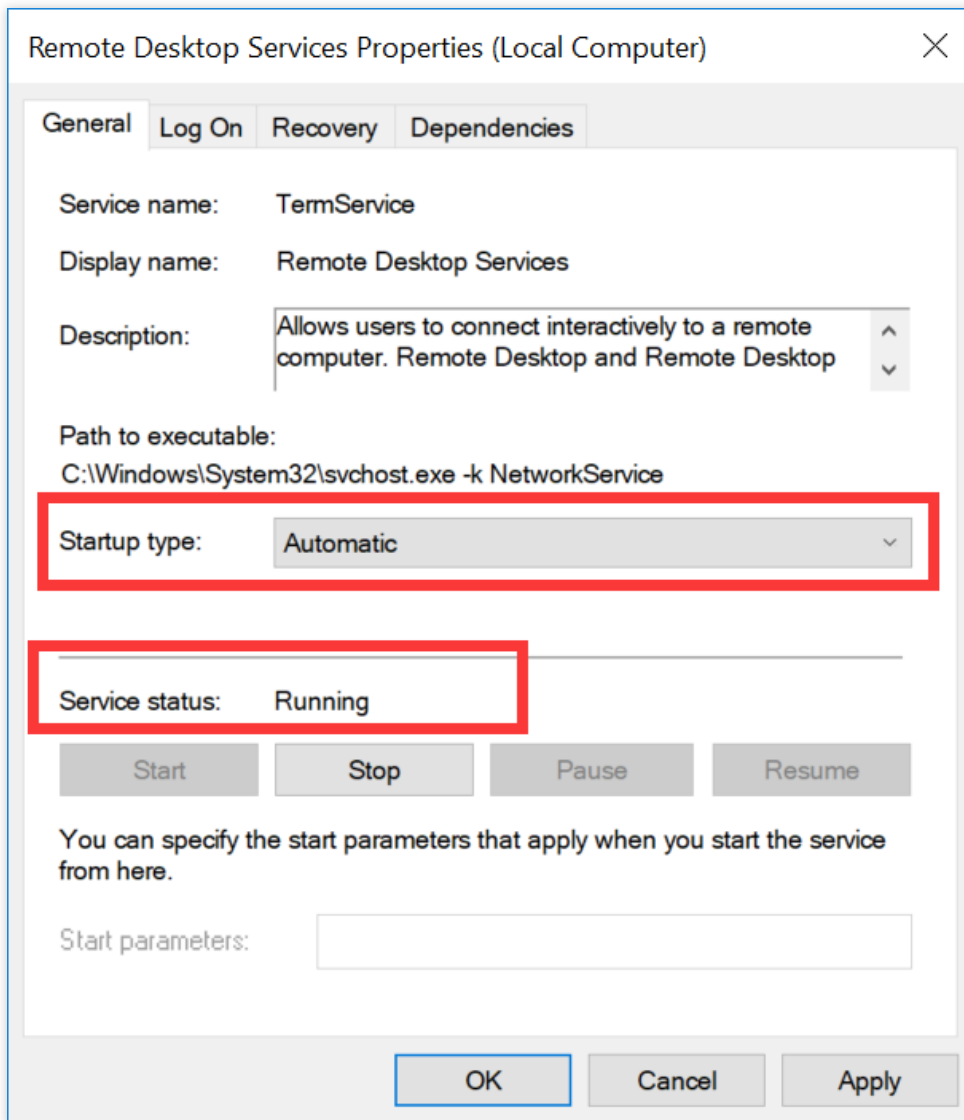 Remote Desktop Services Properties (Local Computer)
General Log On Recovery Dependencies
Service name: TermService
Display name: Remote Desktop Services
Description: Allows users to connect interactively to a remote
computer. Remote Desktop and Remote Desktop
Path to executable:
C:\Windows\System32\svchost.exe -k NetworkService
Startup type: Automatic
Service status: Running
Start Stop Pause Resume
You can specify the start parameters that apply when you start the service
from here.
Start parameters:
OK Cancel Apply